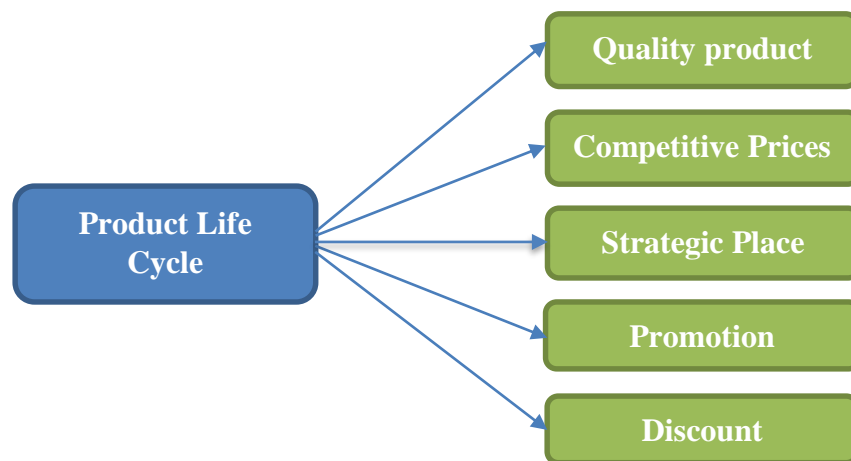 Quality product
Competitive Prices
Product Life
Cycle
Strategic Place
Promotion
Discount